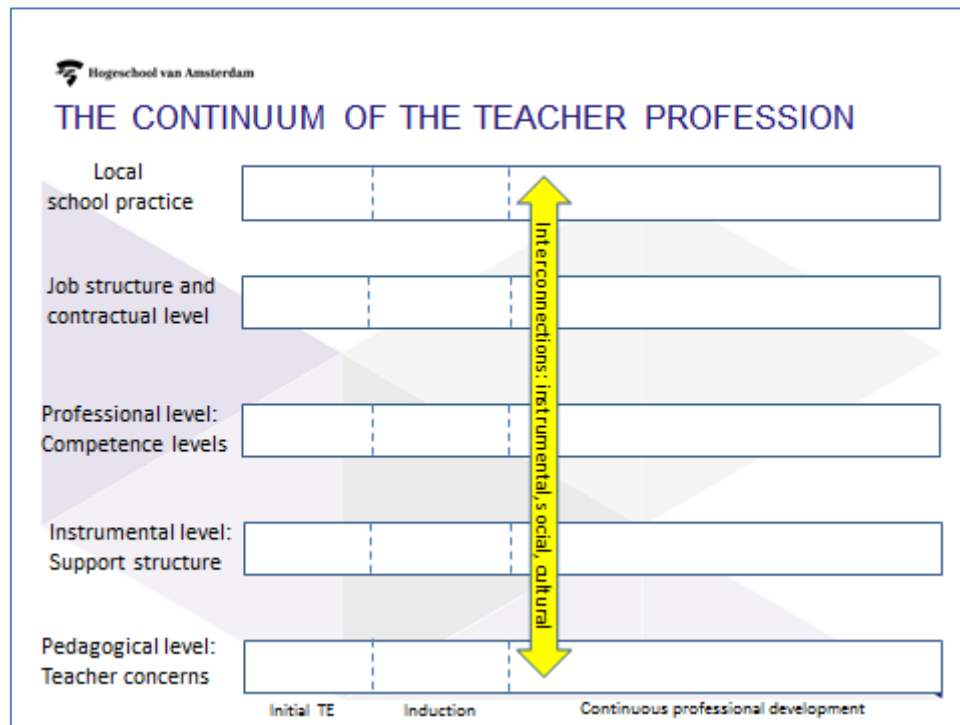 Hogeschool van Amsterdam
THE CONTINUUM OF THE TEACHER PROFESSION
Local
school practice
Job structure and
contractual level
Professional level:
Competence levels
Instrumental level:
Support structure
Pedagogical level:
Teacher concerns
Interconnections: instrumental, social, cultural
Initial TE
Induction
Continuous professional development